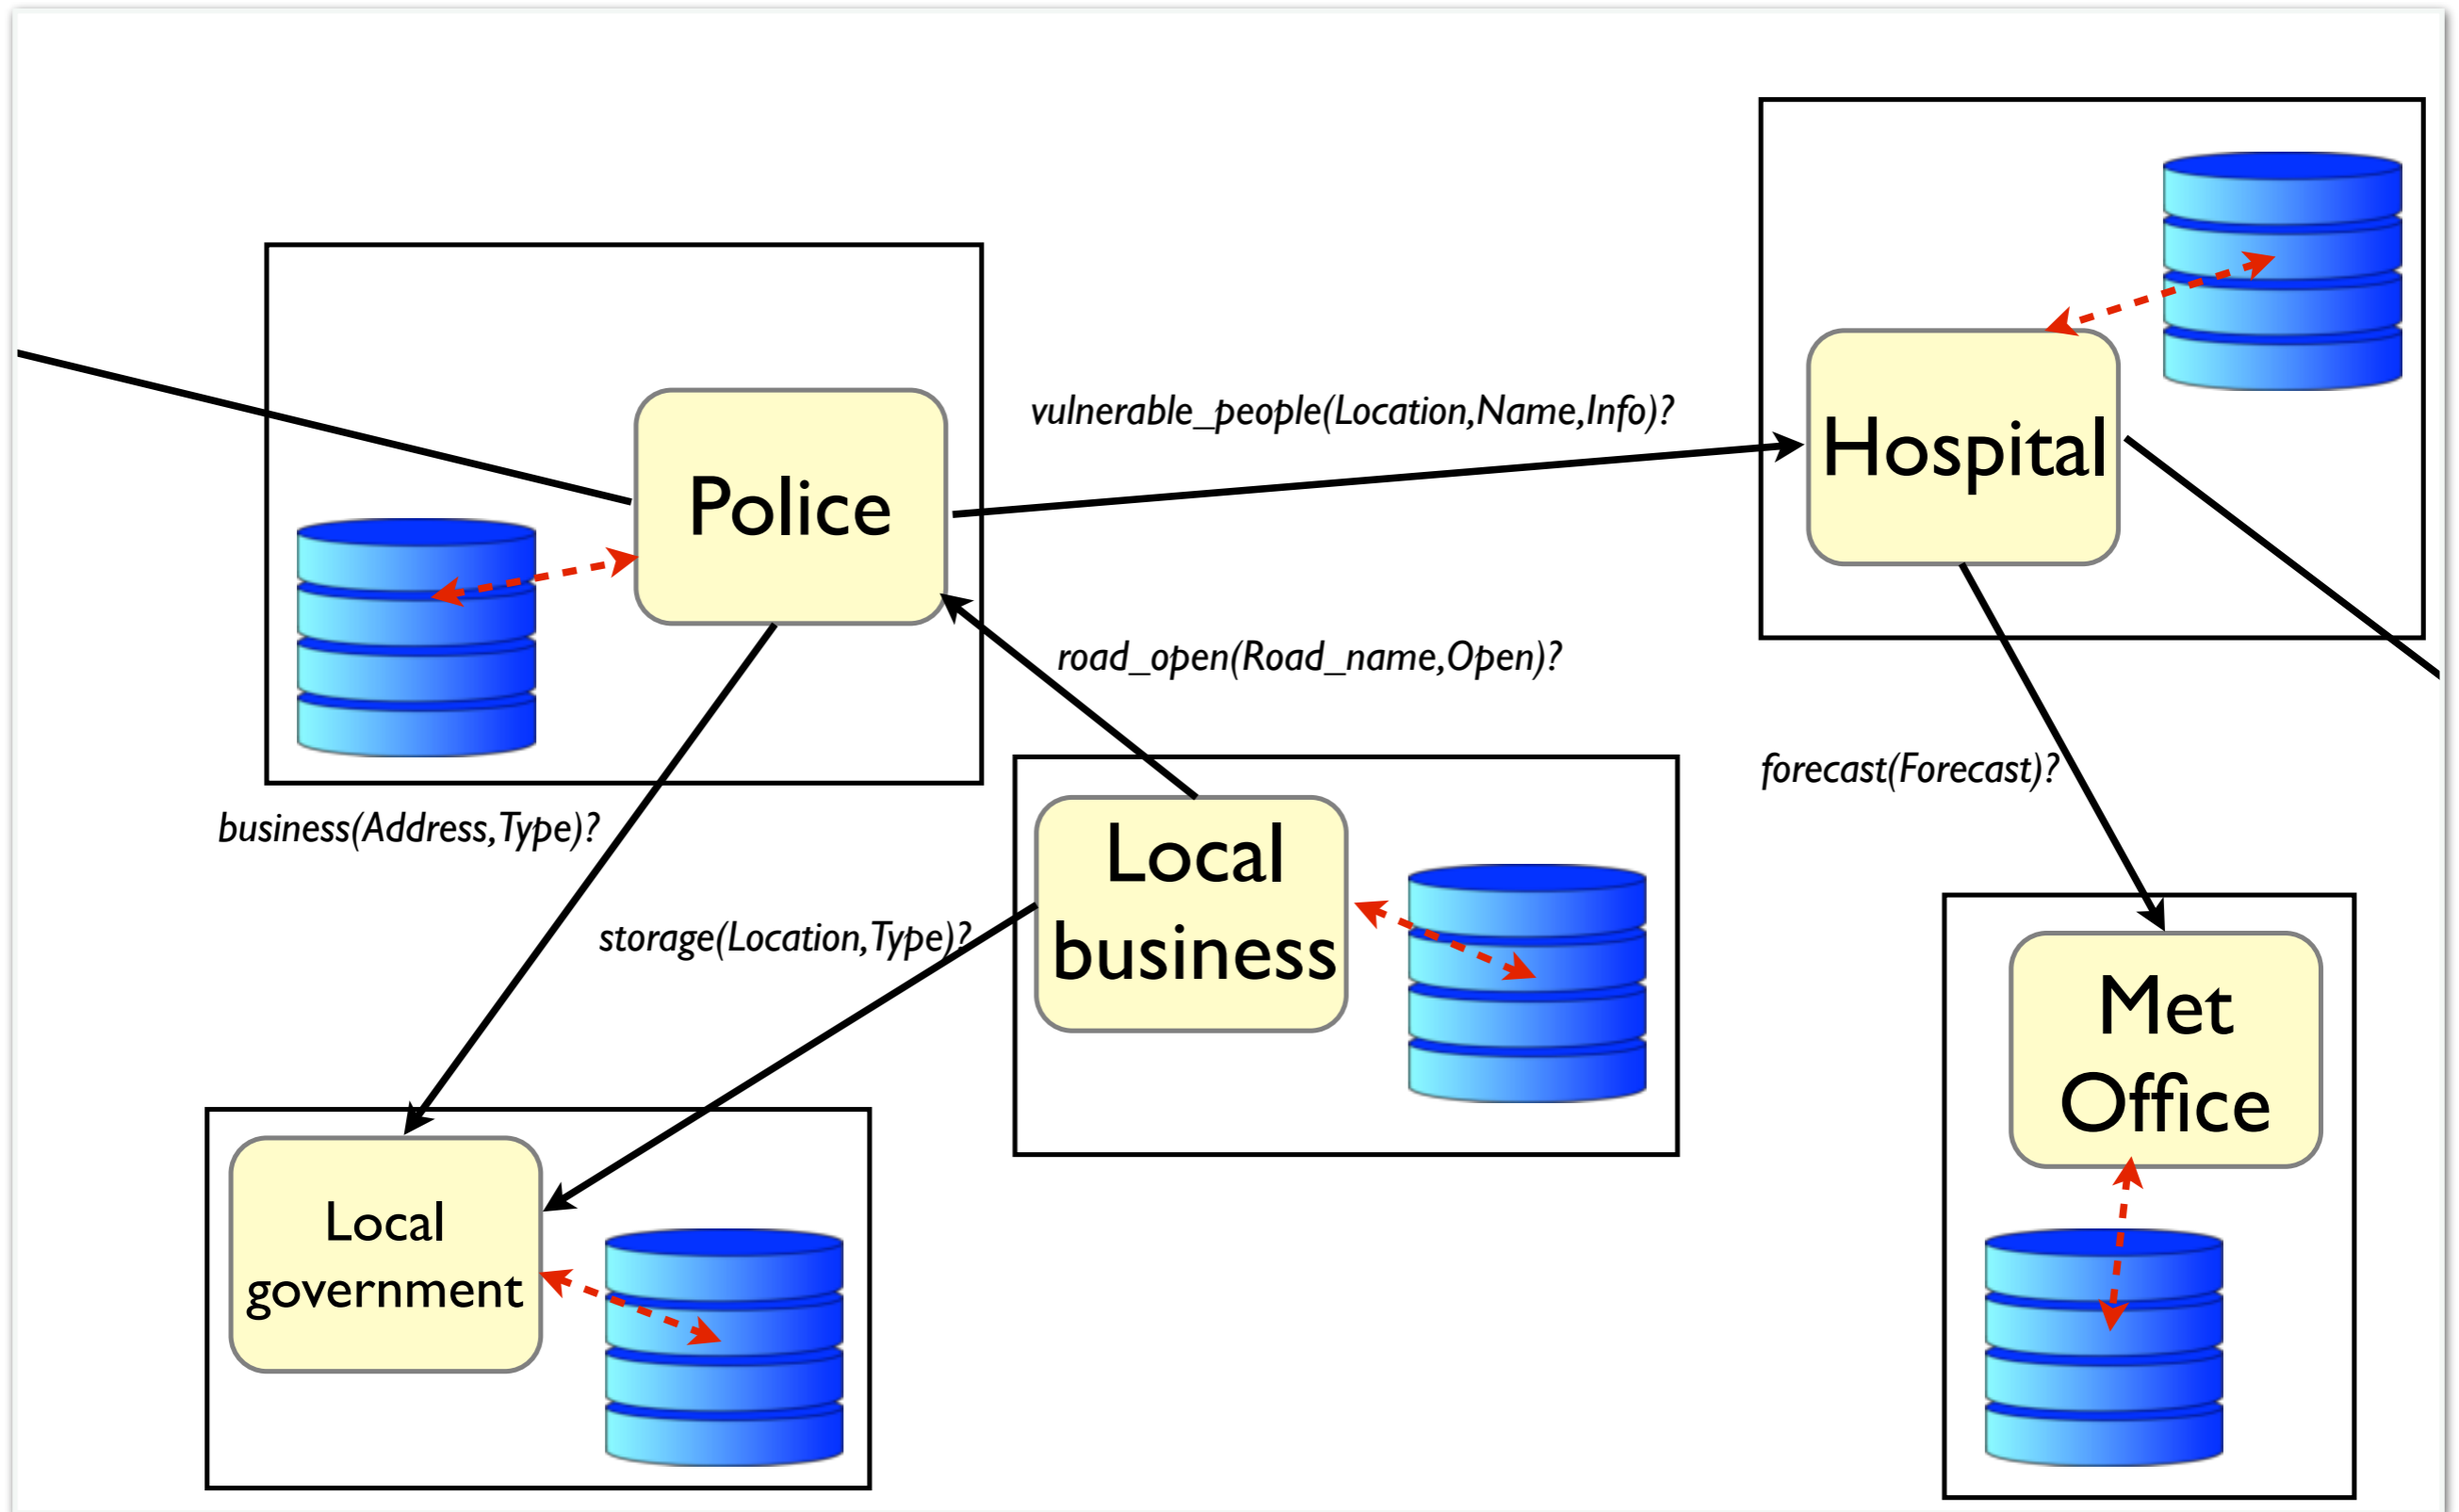 vulnerable_people(Location,Name,Info)?
Hospital
Police
road_open(Road_name,Open)?
forecast(Forecast)?
business(Address,Type)?
Local
business
storage(Location,Type)?
Met
Office
Local
government